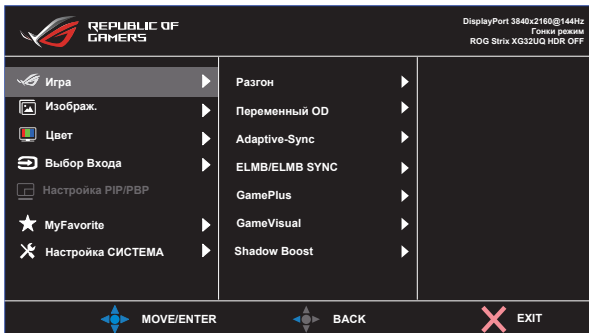 REPUBLIC OF
GAMERS
DisplayPort 3840x2160@144Hz
Гонки режим
ROG Strix XG32UQ HDR OFF
Игра
Изображ.
Цвет
Выбор Входа
Настройка PIP/PBP
MyFavorite
Настройка СИСТЕМА
Разгон
Переменный OD
Adaptive-Sync
ELMB/ELMB SYNC
GamePlus
GameVisual
Shadow Boost
MOVE/ENTER
BACK
EXIT